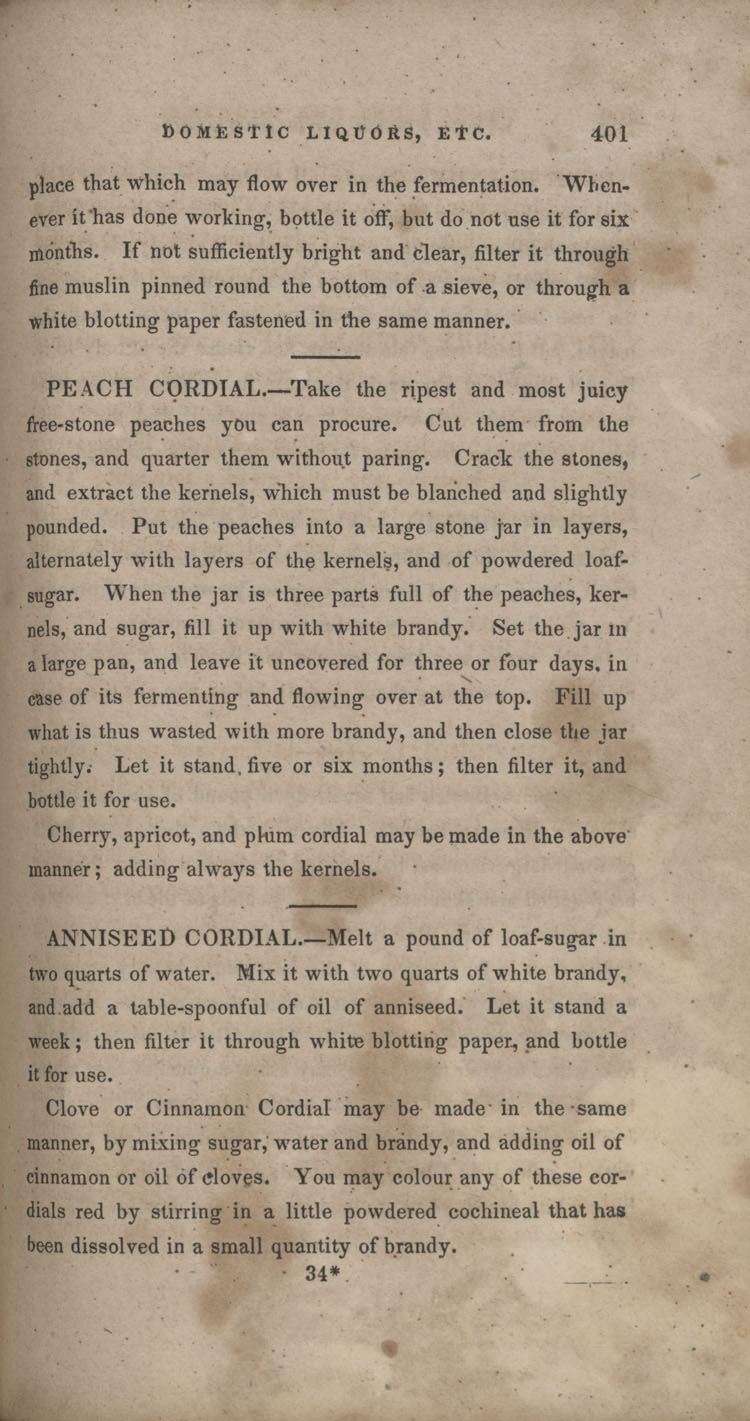 DOMESTIC LIQUORS, ETC. 401
place that which may flow over in the fermentation. When-
ever it has done working, bottle it off, but do not use it for six
months. If not sufficiently bright and clear, filter it through
fine muslin pinned round the bottom of a sieve, or through a
white blotting paper fastened in the same manner.
PEACH CORDIAL.—Take the ripest and most juicy
free-stone peaches you can procure. Cut them from the
stones, and quarter them without paring. Crack the stones,
and extract the kernels, which must be blanched and slightly
pounded. Put the peaches into a large stone jar in layers,
alternately with layers of the kernels, and of powdered loaf-
sugar. When the jar is three parts full of the peaches, ker-
nels, and sugar, fill it up with white brandy. Set the jar in
a large pan, and leave it uncovered for three or four days, in
case of its fermenting and flowing over at the top. Fill up
what is thus wasted with more brandy, and then close the jar
tightly. Let it stand five or six months; then filter it, and
bottle it for use.
Cherry, apricot, and plum cordial may be made in the above
manner; adding always the kernels.
ANNISEED CORDIAL.—Melt a pound of loaf-sugar in
two quarts of water. Mix it with two quarts of white brandy,
and add a table-spoonful of oil of anniseed. Let it stand a
week; then filter it through white blotting paper, and bottle
it for use.
Clove or Cinnamon Cordial may be made in the same
manner, by mixing sugar, water and brandy, and adding oil of
cinnamon or oil of cloves. You may colour any of these cor-
dials red by stirring in a little powdered cochineal that has
been dissolved in a small quantity of brandy.
34*